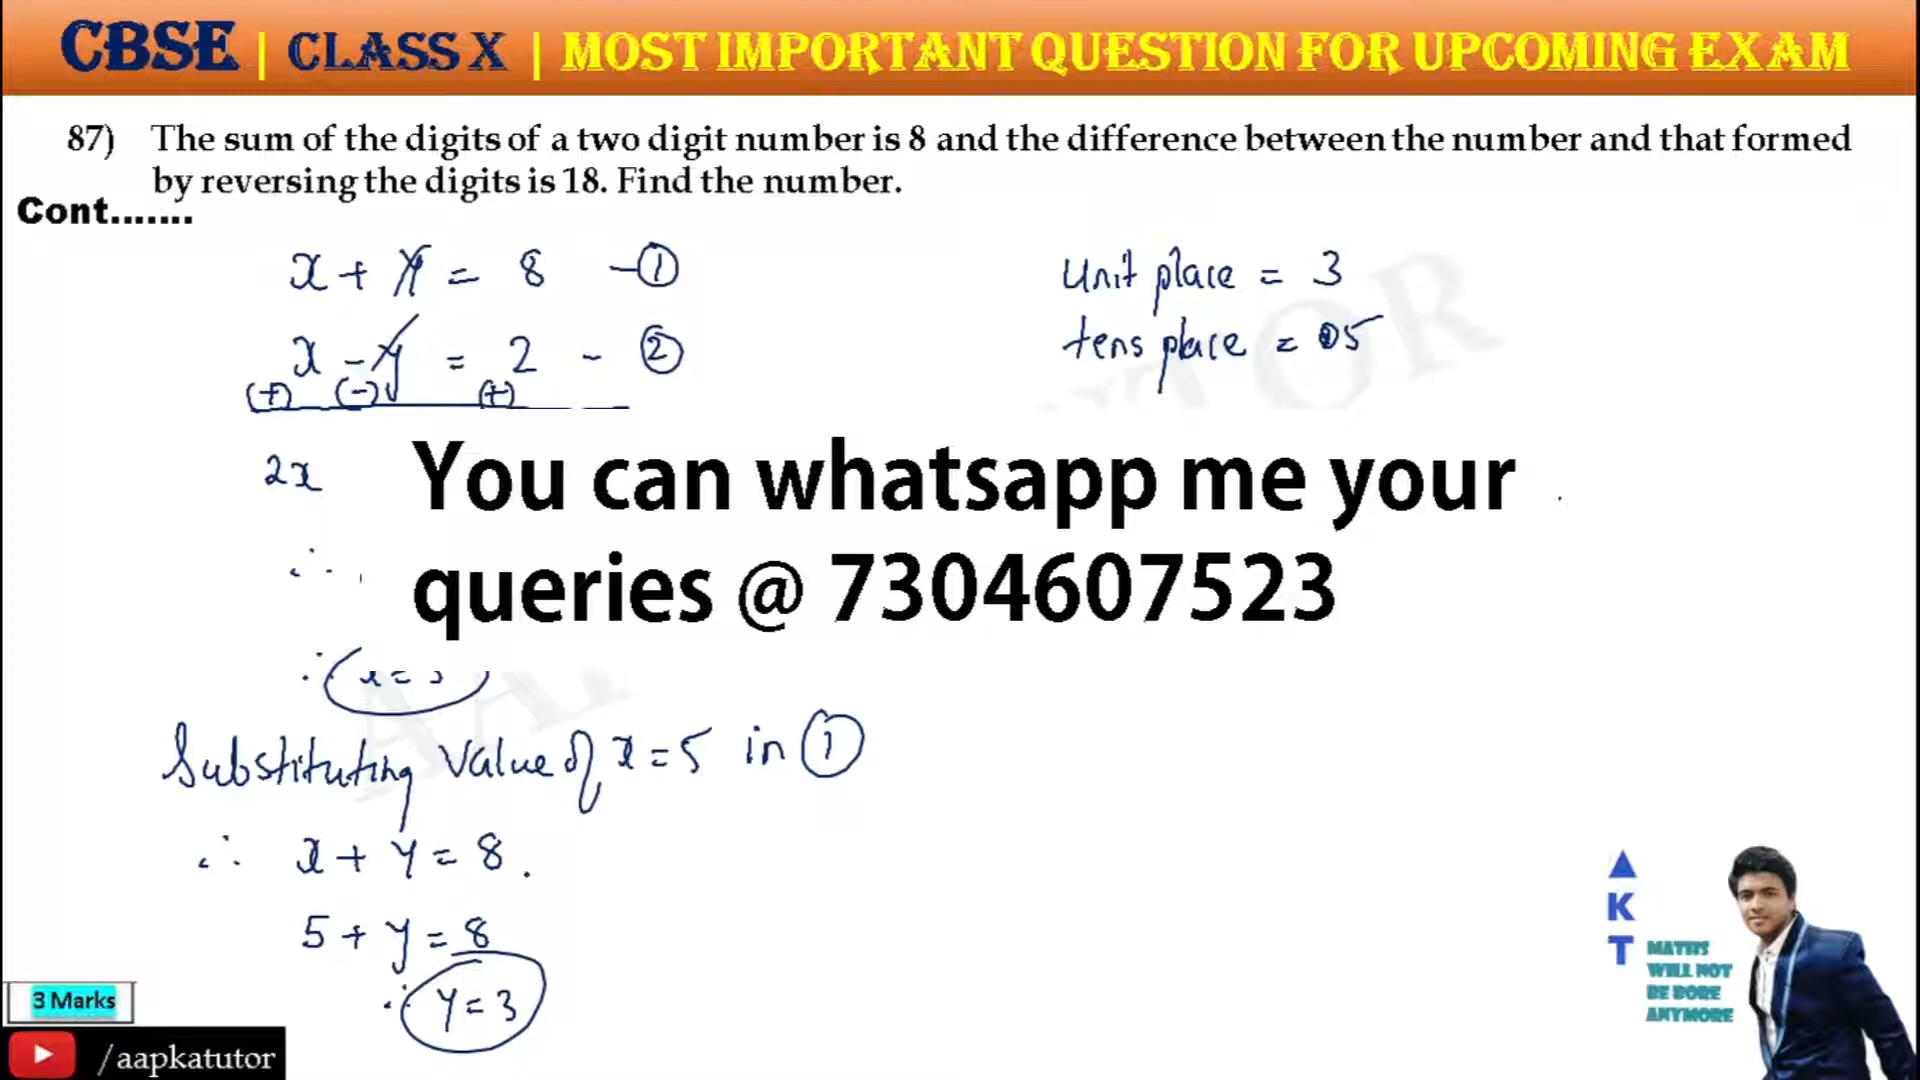 CBSE | CLASS X | MOST IMPORTANT QUESTION FOR UPCOMING EXAM
87) The sum of the digits of a two digit number is 8 and the difference between the number and that formed
by reversing the digits is 18. Find the number.
Cont.......
x + y = 8 - ①
x - y = 2 - ②
(+) (-) (+)
2x
∴
∴ x =
Substituting value of x = 5 in ①
∴ x + y = 8.
5 + y = 8
∴ y = 3
unit place = 3
tens place = 5
You can whatsapp me your
queries @ 7304607523
3 Marks
/aapkatutor
AKT
MATHS
WILL NOT
BE BORE
ANYMORE